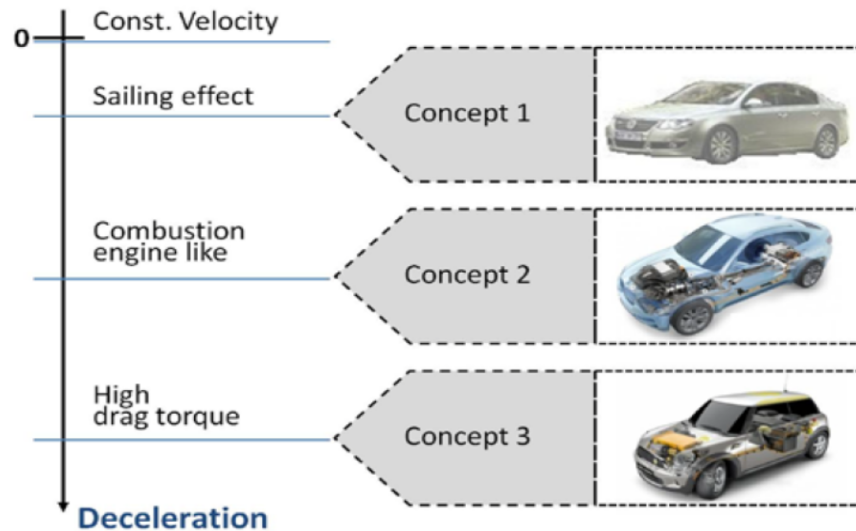 Const. Velocity
0
Sailing effect
Concept 1
Combustion
engine like
Concept 2
High
drag torque
Concept 3
Deceleration